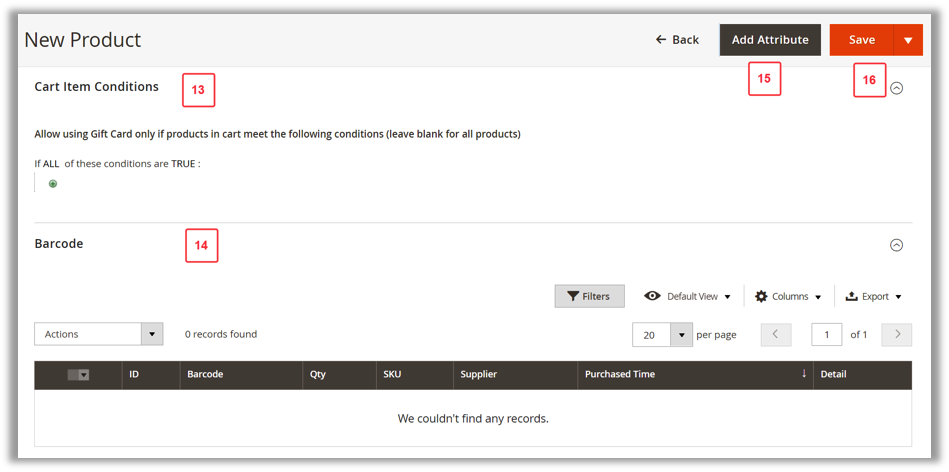 New Product
Back
Add Attribute
Save
15
16
Cart Item Conditions
13
Allow using Gift Card only if products in cart meet the following conditions (leave blank for all products)
If ALL of these conditions are TRUE :
Barcode
14
Filters
Default View
Columns
Export
Actions
0 records found
20
per page
1
of 1
ID
Barcode
Qty
SKU
Supplier
Purchased Time
Detail
We couldn't find any records.